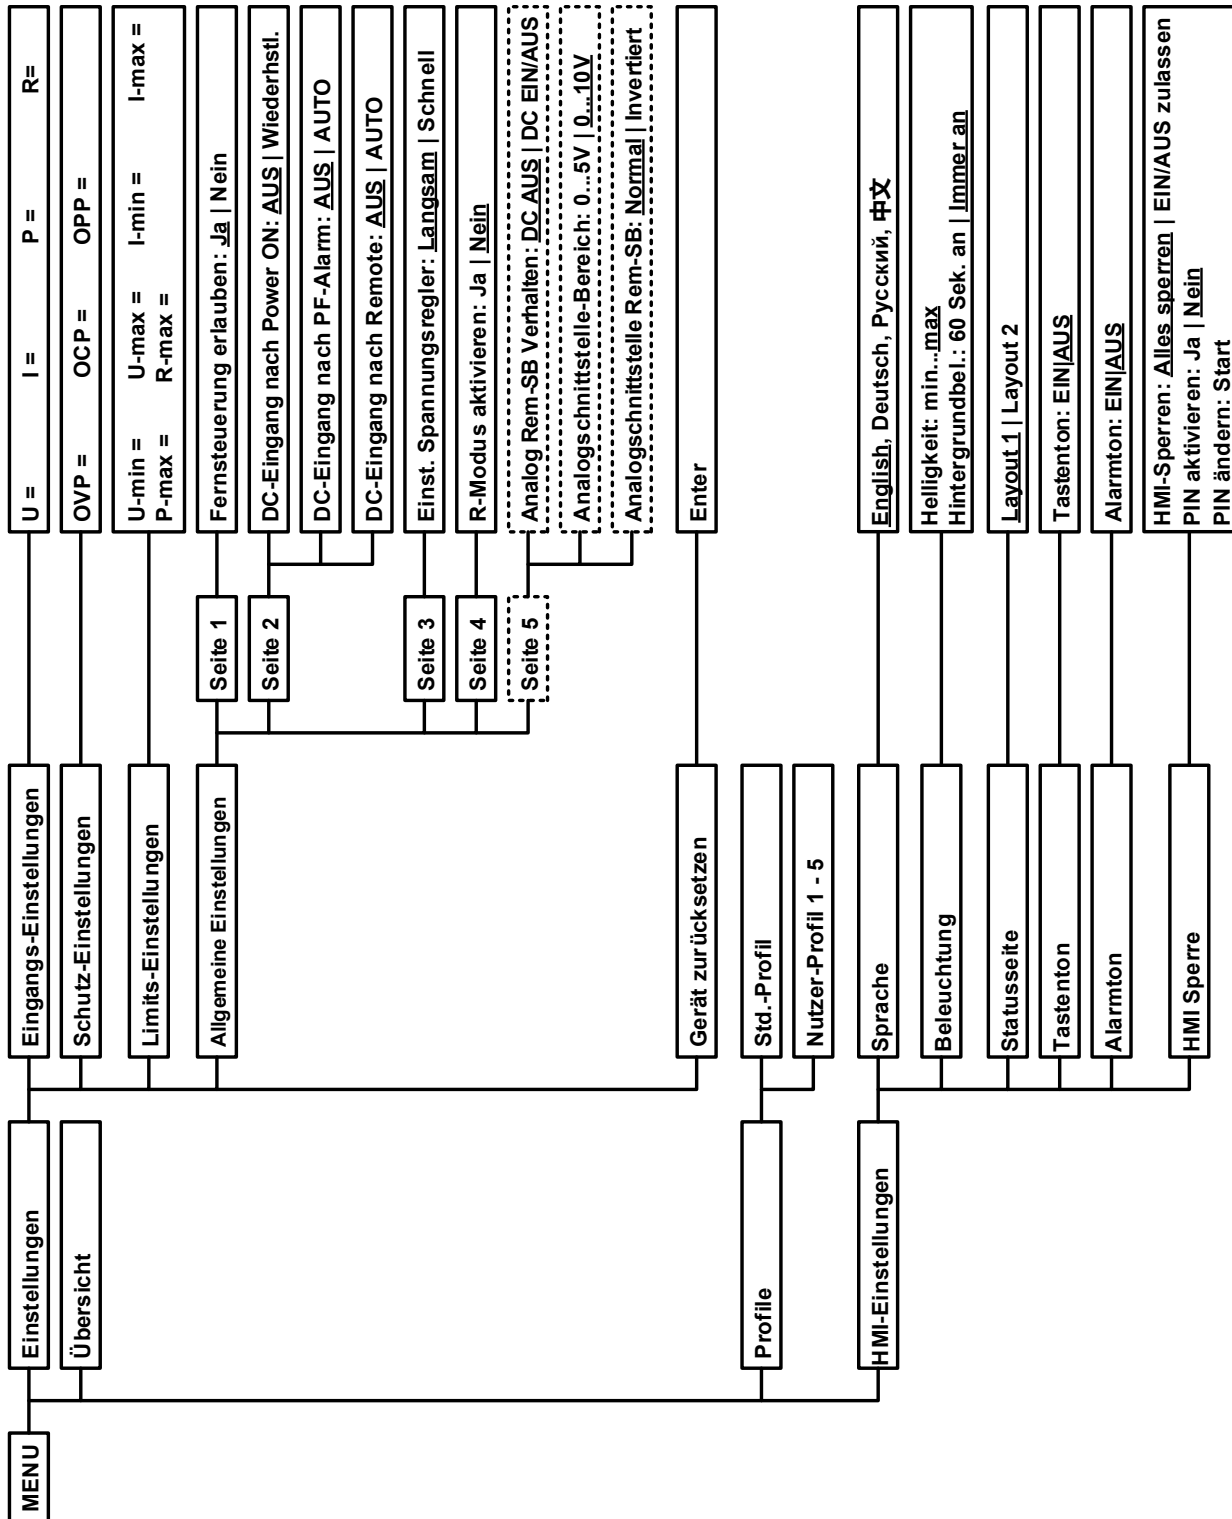 MENU
Einstellungen
Übersicht
Profile
HMI-Einstellungen
Eingangs-Einstellungen
Schutz-Einstellungen
Limits-Einstellungen
Allgemeine Einstellungen
Gerät zurücksetzen
Std.-Profil
Nutzer-Profil 1 - 5
Sprache
Beleuchtung
Statusseite
Tastenton
Alarmton
HMI Sperre
Seite 1
Seite 2
Seite 3
Seite 4
Seite 5
U = I = P = R=
OVP = OCP = OPP =
U-min = U-max = I-min = I-max =
P-max = R-max =
Fernsteuerung erlauben: Ja | Nein
DC-Eingang nach Power ON: AUS | Wiederhstl.
DC-Eingang nach PF-Alarm: AUS | AUTO
DC-Eingang nach Remote: AUS | AUTO
Einst. Spannungsregler: Langsam | Schnell
R-Modus aktivieren: Ja | Nein
Analog Rem-SB Verhalten: DC AUS | DC EIN/AUS
Analogschnittstelle-Bereich: 0...5V | 0...10V
Analogschnittstelle Rem-SB: Normal | Invertiert
Enter
English, Deutsch, Русский, 中文
Helligkeit: min...max
Hintergrundbel.: 60 Sek. an | Immer an
Layout 1 | Layout 2
Tastenton: EIN|AUS
Alarmton: EIN|AUS
HMI-Sperren: Alles sperren | EIN/AUS zulassen
PIN aktivieren: Ja | Nein
PIN ändern: Start